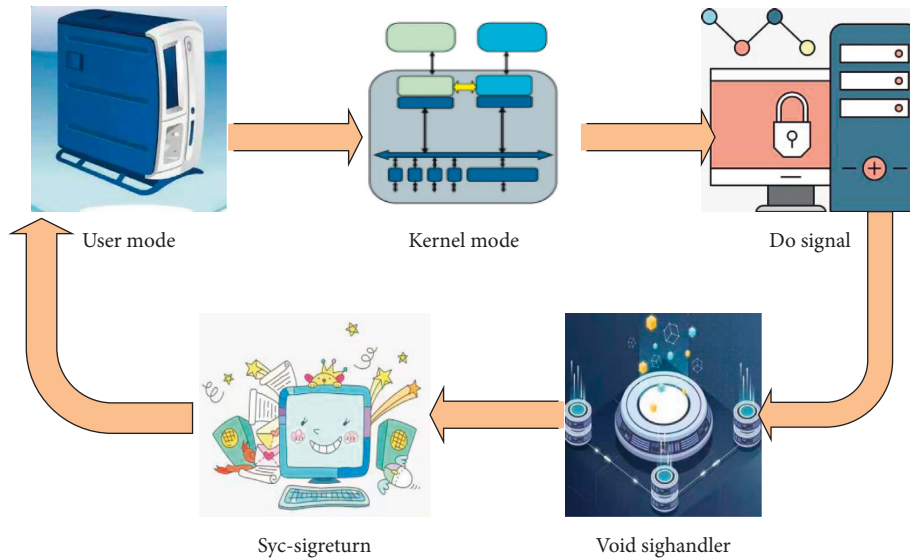 User mode
Kernel mode
Do signal
Syc-sigreturn
Void sighandler